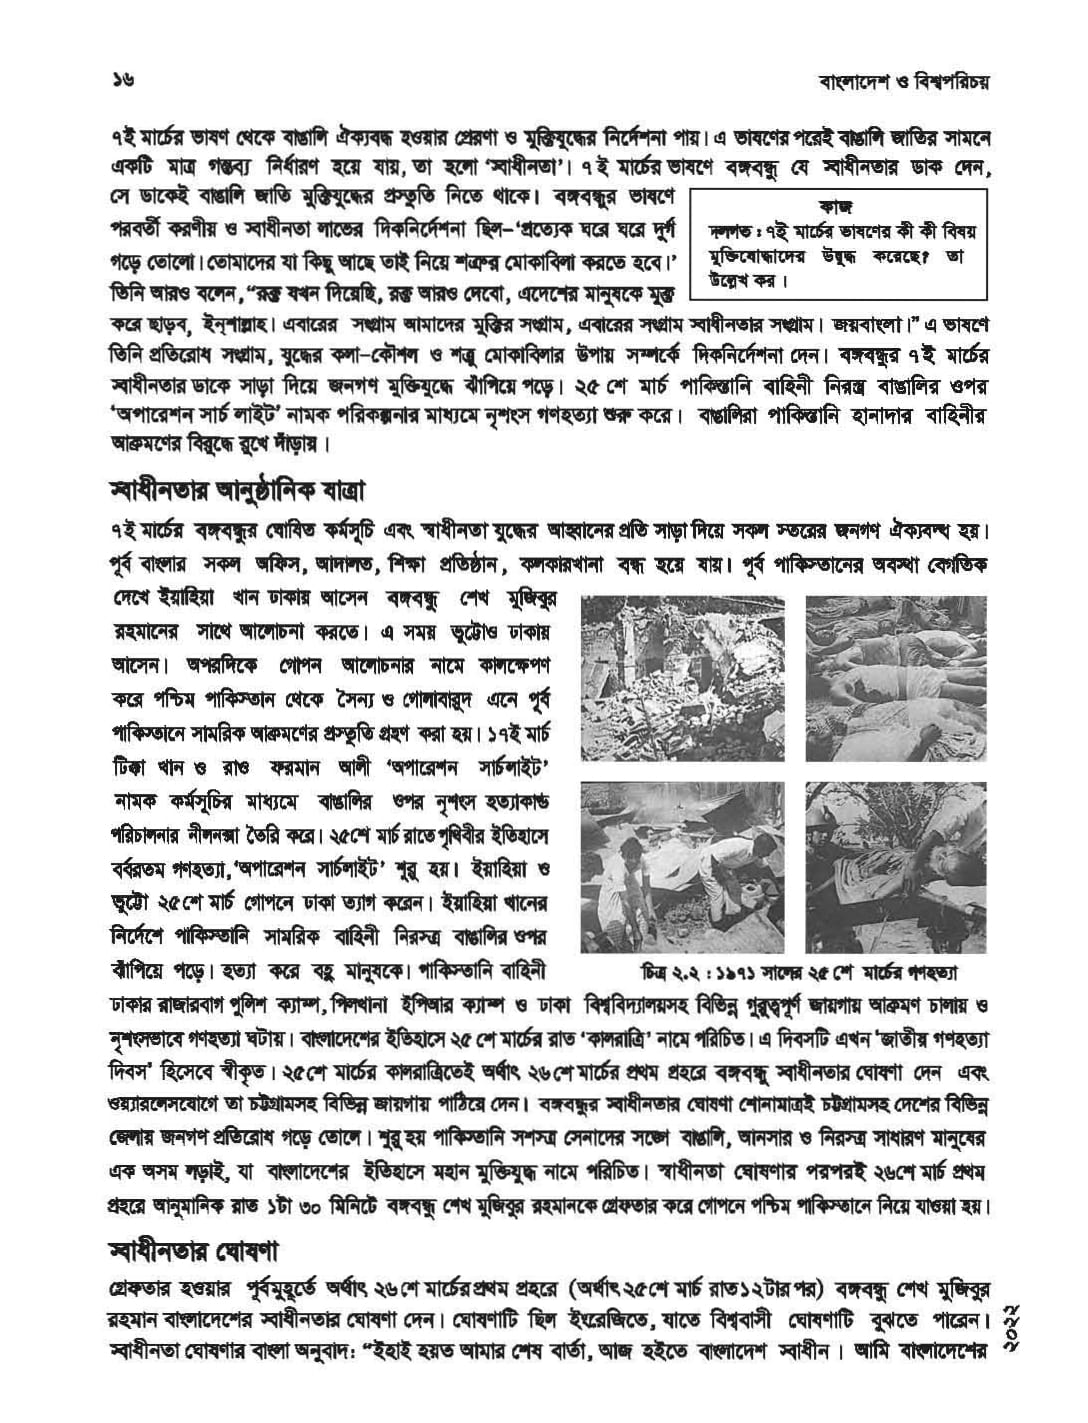 ১৬
বাংলাদেশ ও বিশ্বপরিচয়
৭ই মার্চের ভাষণ থেকে বাঙালি ঐক্যবদ্ধ হওয়ার প্রেরণা ও মুক্তিযুদ্ধের নির্দেশনা পায়। এ ভাষণের পরেই বাঙালি জাতির সামনে
একটি মাত্র গন্তব্য নির্ধারণ হয়ে যায়, তা হলো ‘স্বাধীনতা’। ৭ই মার্চের ভাষণে বঙ্গবন্ধু যে স্বাধীনতার ডাক দেন,
সে ডাকেই বাঙালি জাতি মুক্তিযুদ্ধের প্রস্তুতি নিতে থাকে। বঙ্গবন্ধুর ভাষণে
পরবর্তী করণীয় ও স্বাধীনতা লাভের দিকনির্দেশনা ছিল–‘প্রত্যেক ঘরে ঘরে দুর্গ
গড়ে তোলো। তোমাদের যা কিছু আছে তাই নিয়ে শত্রুর মোকাবিলা করতে হবে।’
তিনি আরও বলেন, “রক্ত যখন দিয়েছি, রক্ত আরও দেবো, এদেশের মানুষকে মুক্ত
কাজ
দলগত : ৭ই মার্চের ভাষণের কী কী বিষয়
মুক্তিযোদ্ধাদের উদ্বুদ্ধ করেছে? তা
উল্লেখ কর।
করে ছাড়ব, ইন্‌শাল্লাহ। এবারের সংগ্রাম আমাদের মুক্তির সংগ্রাম, এবারের সংগ্রাম স্বাধীনতার সংগ্রাম। জয়বাংলা।” এ ভাষণে
তিনি প্রতিরোধ সংগ্রাম, যুদ্ধের কলা–কৌশল ও শত্রু মোকাবিলার উপায় সম্পর্কে দিকনির্দেশনা দেন। বঙ্গবন্ধুর ৭ই মার্চের
স্বাধীনতার ডাকে সাড়া দিয়ে জনগণ মুক্তিযুদ্ধে ঝাঁপিয়ে পড়ে। ২৫ শে মার্চ পাকিস্তানি বাহিনী নিরস্ত্র বাঙালির ওপর
‘অপারেশন সার্চ লাইট’ নামক পরিকল্পনার মাধ্যমে নৃশংস গণহত্যা শুরু করে। বাঙালিরা পাকিস্তানি হানাদার বাহিনীর
আক্রমণের বিরুদ্ধে রুখে দাঁড়ায়।
স্বাধীনতার আনুষ্ঠানিক যাত্রা
৭ই মার্চের বঙ্গবন্ধুর ঘোষিত কর্মসূচি এবং স্বাধীনতা যুদ্ধের আহ্বানের প্রতি সাড়া দিয়ে সকল স্তরের জনগণ ঐক্যবদ্ধ হয়।
পূর্ব বাংলার সকল অফিস, আদালত, শিক্ষা প্রতিষ্ঠান, কলকারখানা বন্ধ হয়ে যায়। পূর্ব পাকিস্তানের অবস্থা বেগতিক
দেখে ইয়াহিয়া খান ঢাকায় আসেন বঙ্গবন্ধু শেখ মুজিবুর
রহমানের সাথে আলোচনা করতে। এ সময় ভুট্টোও ঢাকায়
আসেন। অপরদিকে গোপন আলোচনার নামে কালক্ষেপণ
করে পশ্চিম পাকিস্তান থেকে সৈন্য ও গোলাবারুদ এনে পূর্ব
পাকিস্তানে সামরিক আক্রমণের প্রস্তুতি গ্রহণ করা হয়। ১৭ই মার্চ
টিক্কা খান ও রাও ফরমান আলী ‘অপারেশন সার্চলাইট’
নামক কর্মসূচির মাধ্যমে বাঙালির ওপর নৃশংস হত্যাকাণ্ড
পরিচালনার নীলনক্সা তৈরি করে। ২৫শে মার্চ রাতে পৃথিবীর ইতিহাসে
বর্বরতম গণহত্যা, ‘অপারেশন সার্চলাইট’ শুরু হয়। ইয়াহিয়া ও
ভুট্টো ২৫শে মার্চ গোপনে ঢাকা ত্যাগ করেন। ইয়াহিয়া খানের
নির্দেশে পাকিস্তানি সামরিক বাহিনী নিরস্ত্র বাঙালির ওপর
ঝাঁপিয়ে পড়ে। হত্যা করে বহু মানুষকে। পাকিস্তানি বাহিনী
চিত্র ২.২ : ১৯৭১ সালের ২৫ শে মার্চের গণহত্যা
ঢাকার রাজারবাগ পুলিশ ক্যাম্প, পিলখানা ইপিআর ক্যাম্প ও ঢাকা বিশ্ববিদ্যালয়সহ বিভিন্ন গুরুত্বপূর্ণ জায়গায় আক্রমণ চালায় ও
নৃশংসভাবে গণহত্যা ঘটায়। বাংলাদেশের ইতিহাসে ২৫ শে মার্চের রাত ‘কালরাত্রি’ নামে পরিচিত। এ দিবসটি এখন ‘জাতীয় গণহত্যা
দিবস’ হিসেবে স্বীকৃত। ২৫শে মার্চের কালরাত্রিতেই অর্থাৎ ২৬শে মার্চের প্রথম প্রহরে বঙ্গবন্ধু স্বাধীনতার ঘোষণা দেন এবং
ওয়্যারলেসযোগে তা চট্টগ্রামসহ বিভিন্ন জায়গায় পাঠিয়ে দেন। বঙ্গবন্ধুর স্বাধীনতার ঘোষণা শোনামাত্রই চট্টগ্রামসহ দেশের বিভিন্ন
জেলায় জনগণ প্রতিরোধ গড়ে তোলে। শুরু হয় পাকিস্তানি সশস্ত্র সেনাদের সঙ্গে বাঙালি, আনসার ও নিরস্ত্র সাধারণ মানুষের
এক অসম লড়াই, যা বাংলাদেশের ইতিহাসে মহান মুক্তিযুদ্ধ নামে পরিচিত। স্বাধীনতা ঘোষণার পরপরই ২৬শে মার্চ প্রথম
প্রহরে আনুমানিক রাত ১টা ৩০ মিনিটে বঙ্গবন্ধু শেখ মুজিবুর রহমানকে গ্রেফতার করে গোপনে পশ্চিম পাকিস্তানে নিয়ে যাওয়া হয়।
স্বাধীনতার ঘোষণা
গ্রেফতার হওয়ার পূর্বমুহূর্তে অর্থাৎ ২৬শে মার্চের প্রথম প্রহরে (অর্থাৎ ২৫শে মার্চ রাত ১২টার পর) বঙ্গবন্ধু শেখ মুজিবুর
রহমান বাংলাদেশের স্বাধীনতার ঘোষণা দেন। ঘোষণাটি ছিল ইংরেজিতে, যাতে বিশ্ববাসী ঘোষণাটি বুঝতে পারেন।
স্বাধীনতা ঘোষণার বাংলা অনুবাদ: “ইহাই হয়ত আমার শেষ বার্তা, আজ হইতে বাংলাদেশ স্বাধীন। আমি বাংলাদেশের
২০২২